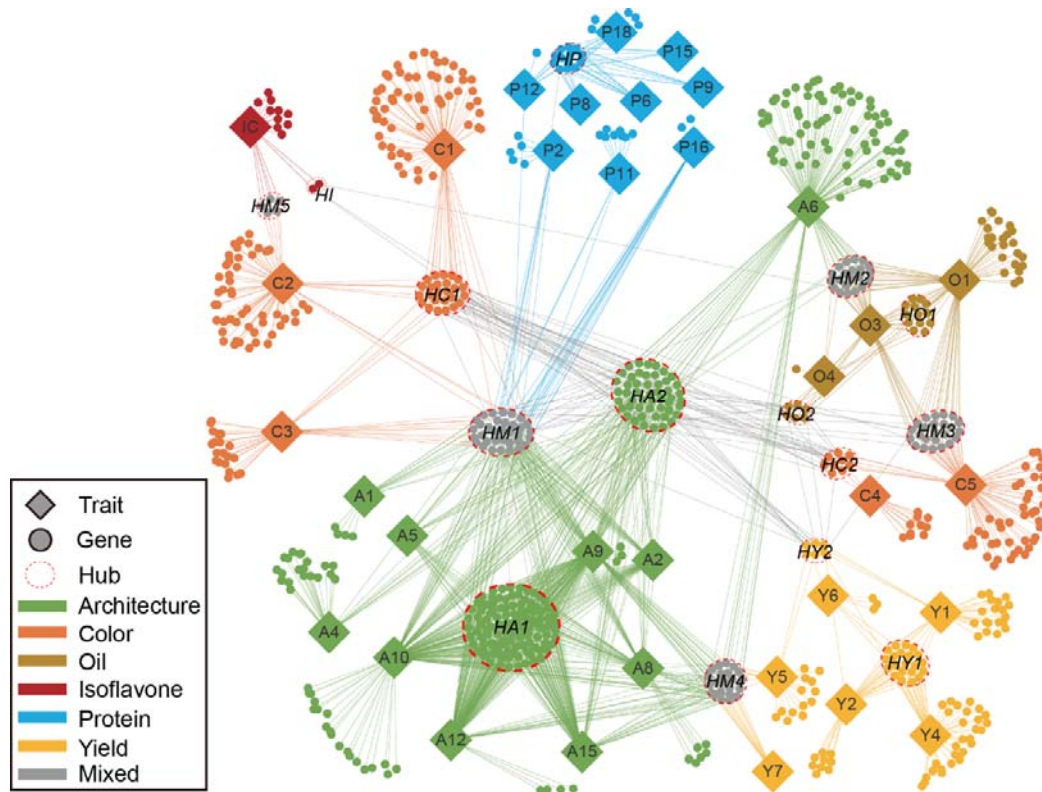 P18
P15
HP
P12
P8
P6
P9
IC
C1
P2
P16
P11
HI
HM5
A6
C2
HC1
HM2
O1
HO1
O3
O4
HA2
HO2
C3
HM1
HM3
HC2
C4
C5
A1
A5
A9
A2
HY2
Y6
Y1
A4
HA1
A10
A8
HM4
Y5
HY1
Y2
Y4
A12
A15
Y7
Trait
Gene
Hub
Architecture
Color
Oil
Isoflavone
Protein
Yield
Mixed